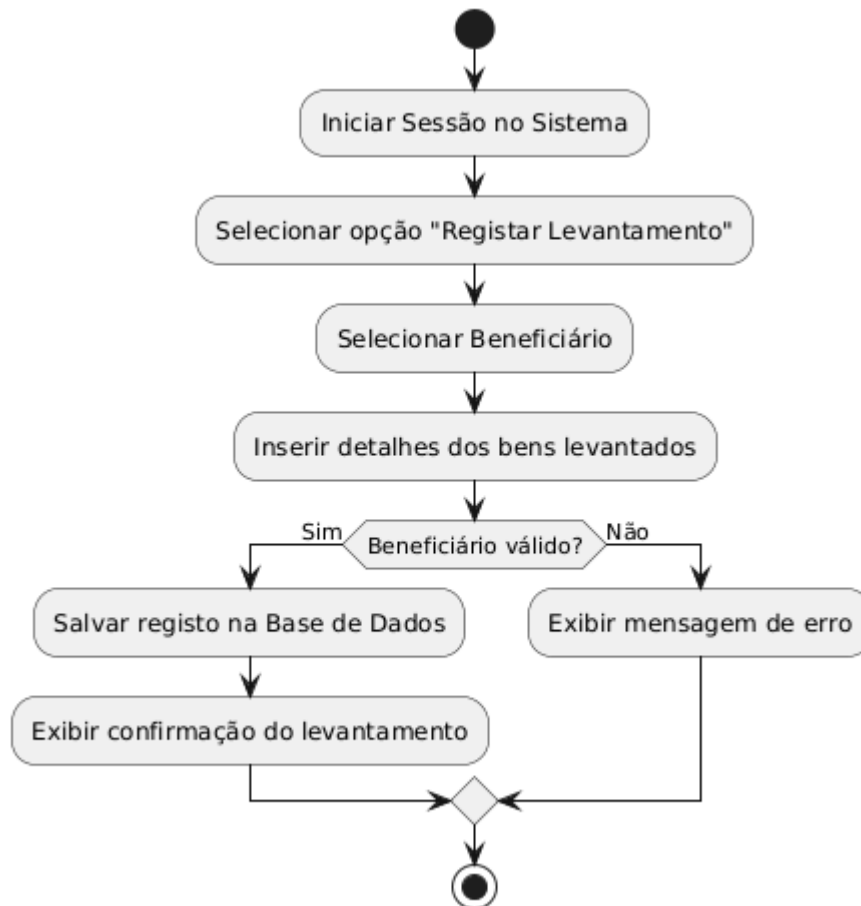 Iniciar Sessão no Sistema
Selecionar opção "Registar Levantamento"
Selecionar Beneficiário
Inserir detalhes dos bens levantados
Sim
Beneficiário válido?
Não
Salvar registo na Base de Dados
Exibir mensagem de erro
Exibir confirmação do levantamento